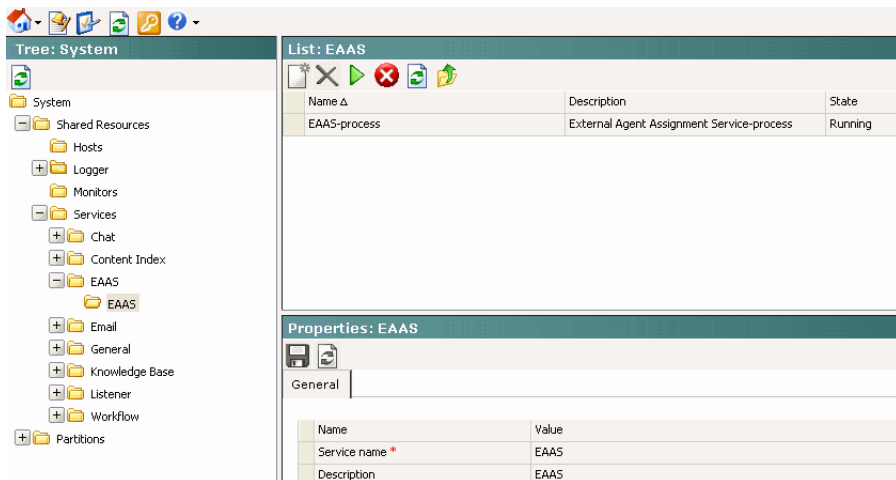 Tree: System
System
Shared Resources
Hosts
Logger
Monitors
Services
Chat
Content Index
EAAS
EAAS
Email
General
Knowledge Base
Listener
Workflow
Partitions
List: EAAS
Name Description State
EAAS-process External Agent Assignment Service-process Running
Properties: EAAS
General
Name Value
Service name * EAAS
Description EAAS